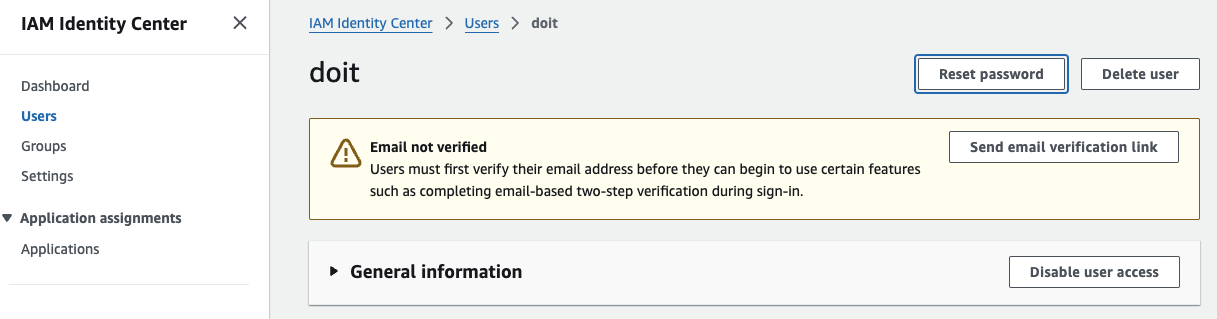 IAM Identity Center
IAM Identity Center > Users > doit
Dashboard
Users
Groups
Settings
Application assignments
Applications
doit
Reset password
Delete user
Email not verified
Users must first verify their email address before they can begin to use certain features
such as completing email-based two-step verification during sign-in.
Send email verification link
General information
Disable user access